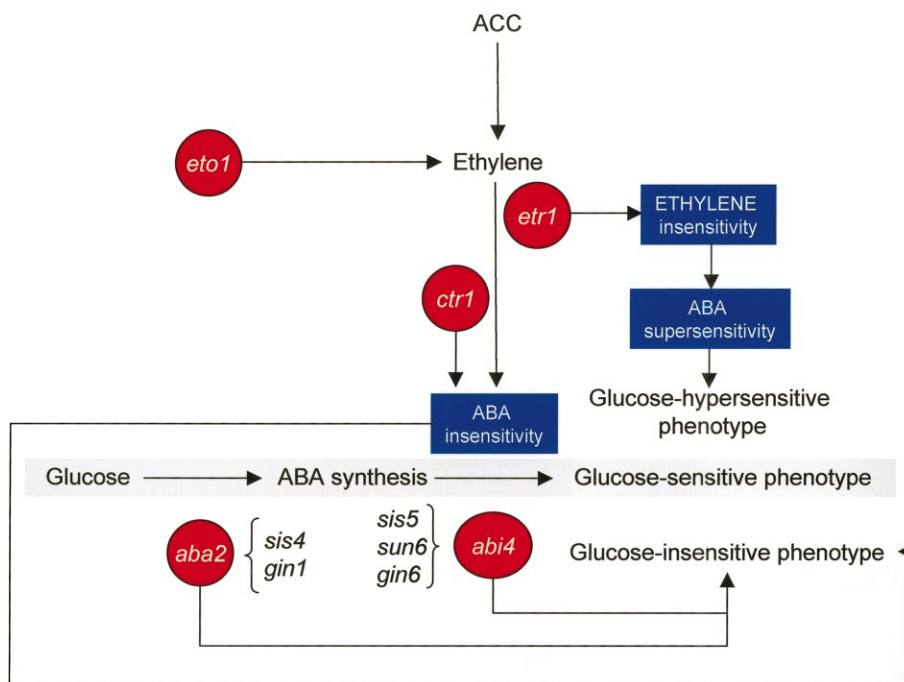 ACC
eto1
Ethylene
etr1
ETHYLENE
insensitivity
ctr1
ABA
supersensitivity
Glucose-hypersensitive
phenotype
ABA
insensitivity
Glucose
ABA synthesis
Glucose-sensitive phenotype
aba2
sis4
gin1
sis5
sun6
gin6
abi4
Glucose-insensitive phenotype